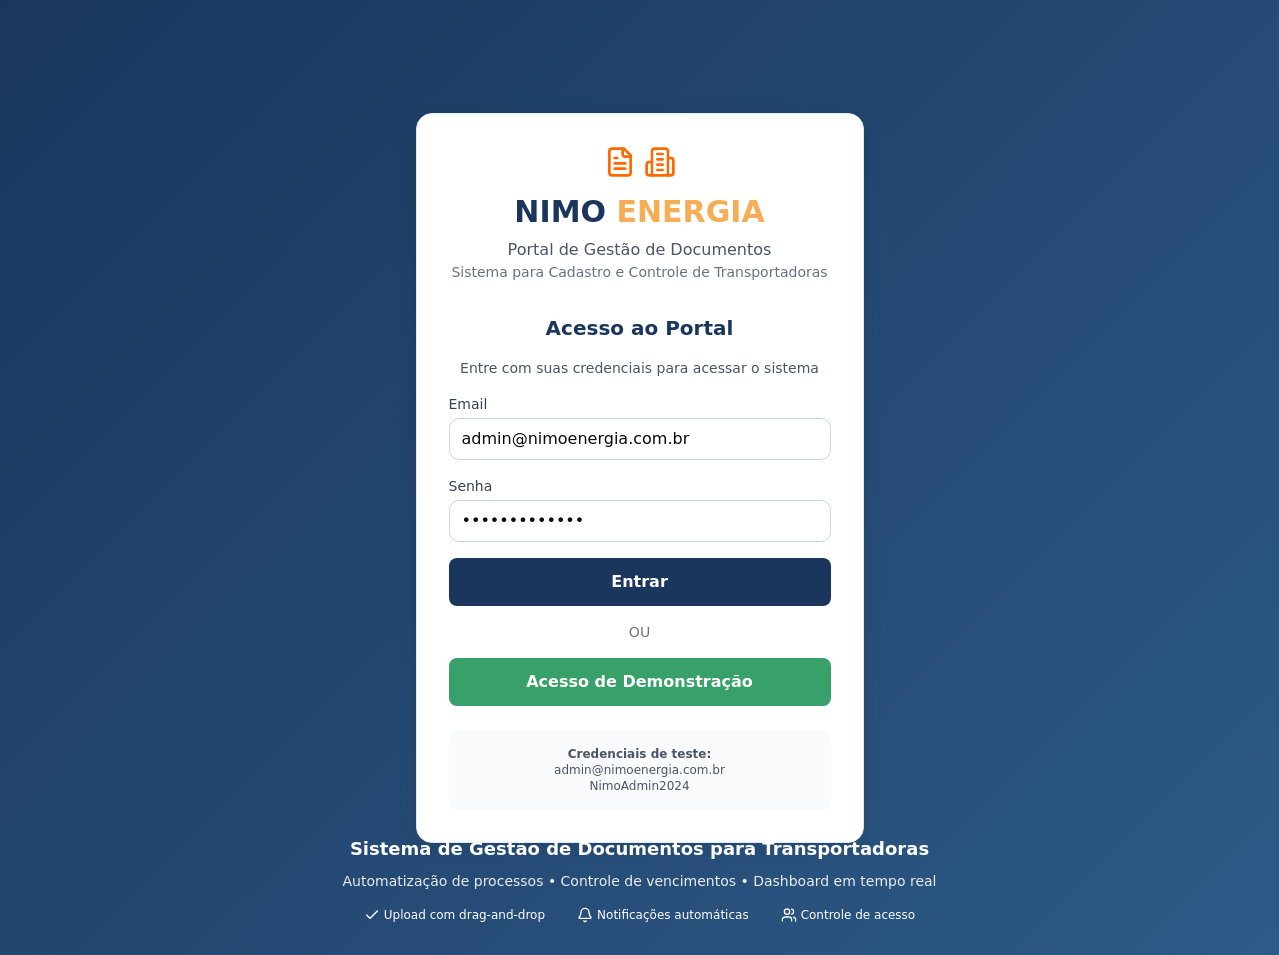 NIMO ENERGIA
Portal de Gestão de Documentos
Sistema para Cadastro e Controle de Transportadoras
Acesso ao Portal
Entre com suas credenciais para acessar o sistema
Email
admin@nimoenergia.com.br
Senha
•••••••••••••
Entrar
OU
Acesso de Demonstração
Credenciais de teste:
admin@nimoenergia.com.br
NimoAdmin2024
Sistema de Gestão de Documentos para Transportadoras
Automatização de processos • Controle de vencimentos • Dashboard em tempo real
Upload com drag-and-drop Notificações automáticas Controle de acesso